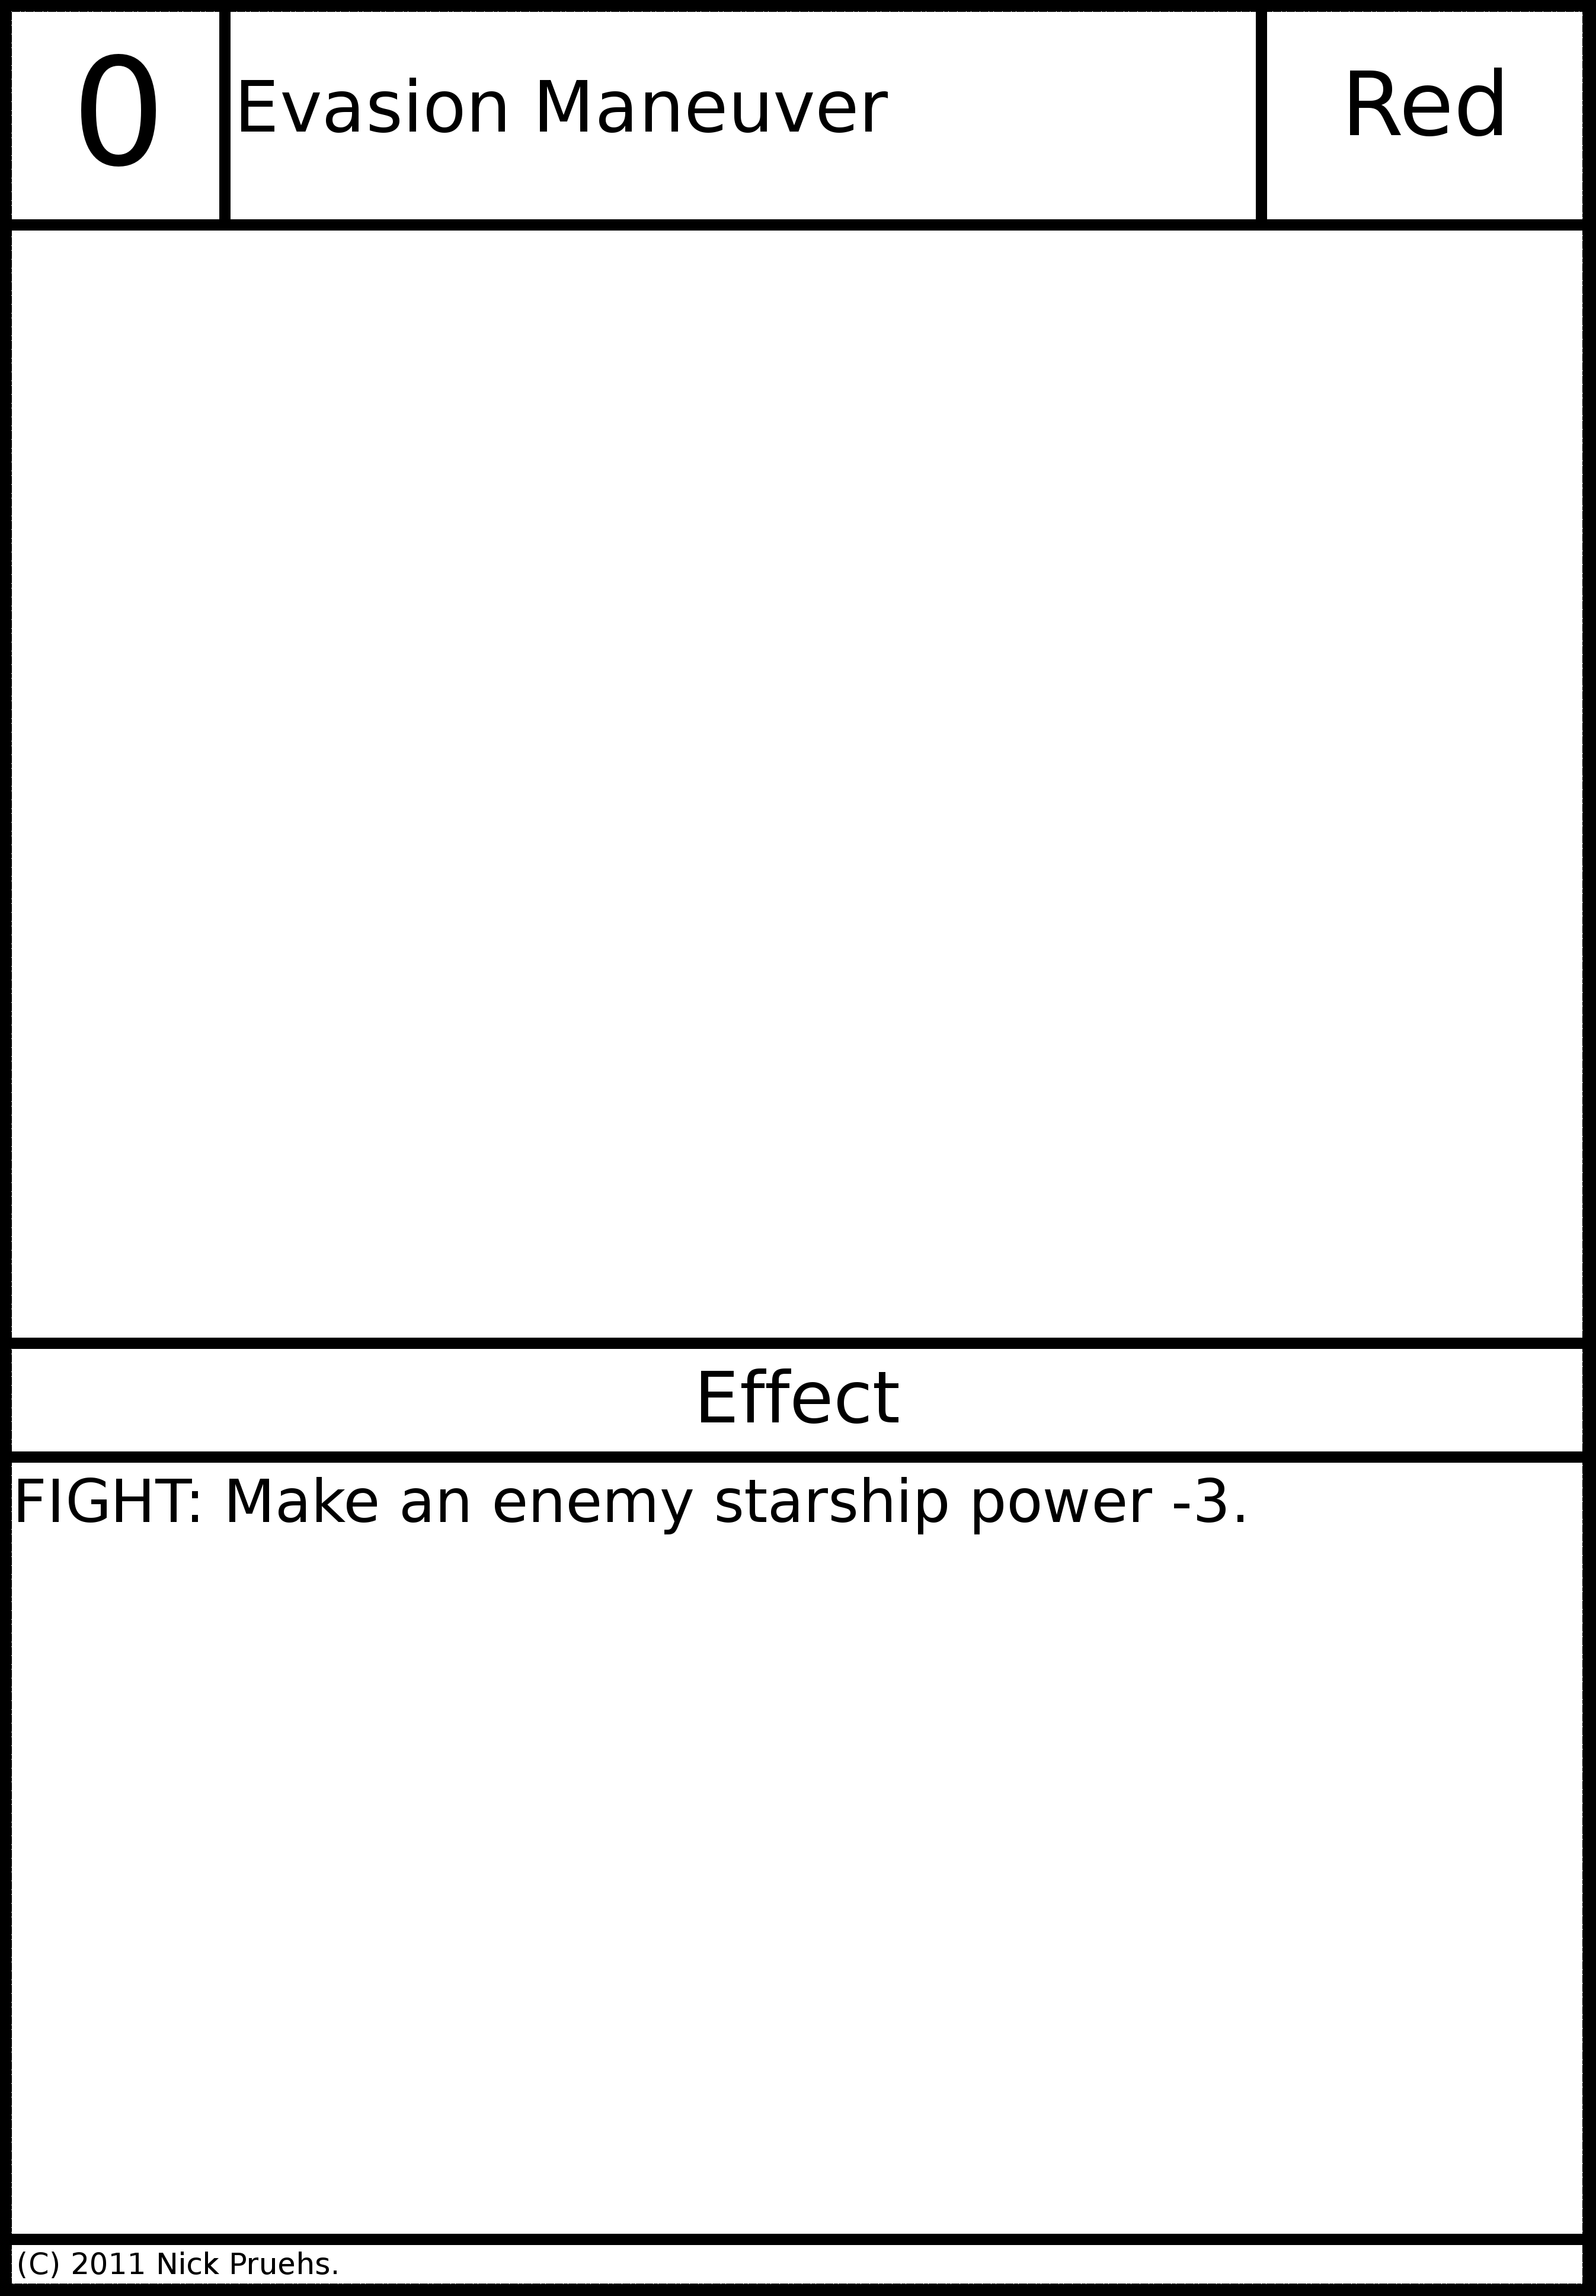 0
Evasion Maneuver
Red
Effect
FIGHT: Make an enemy starship power -3.
(C) 2011 Nick Pruehs.